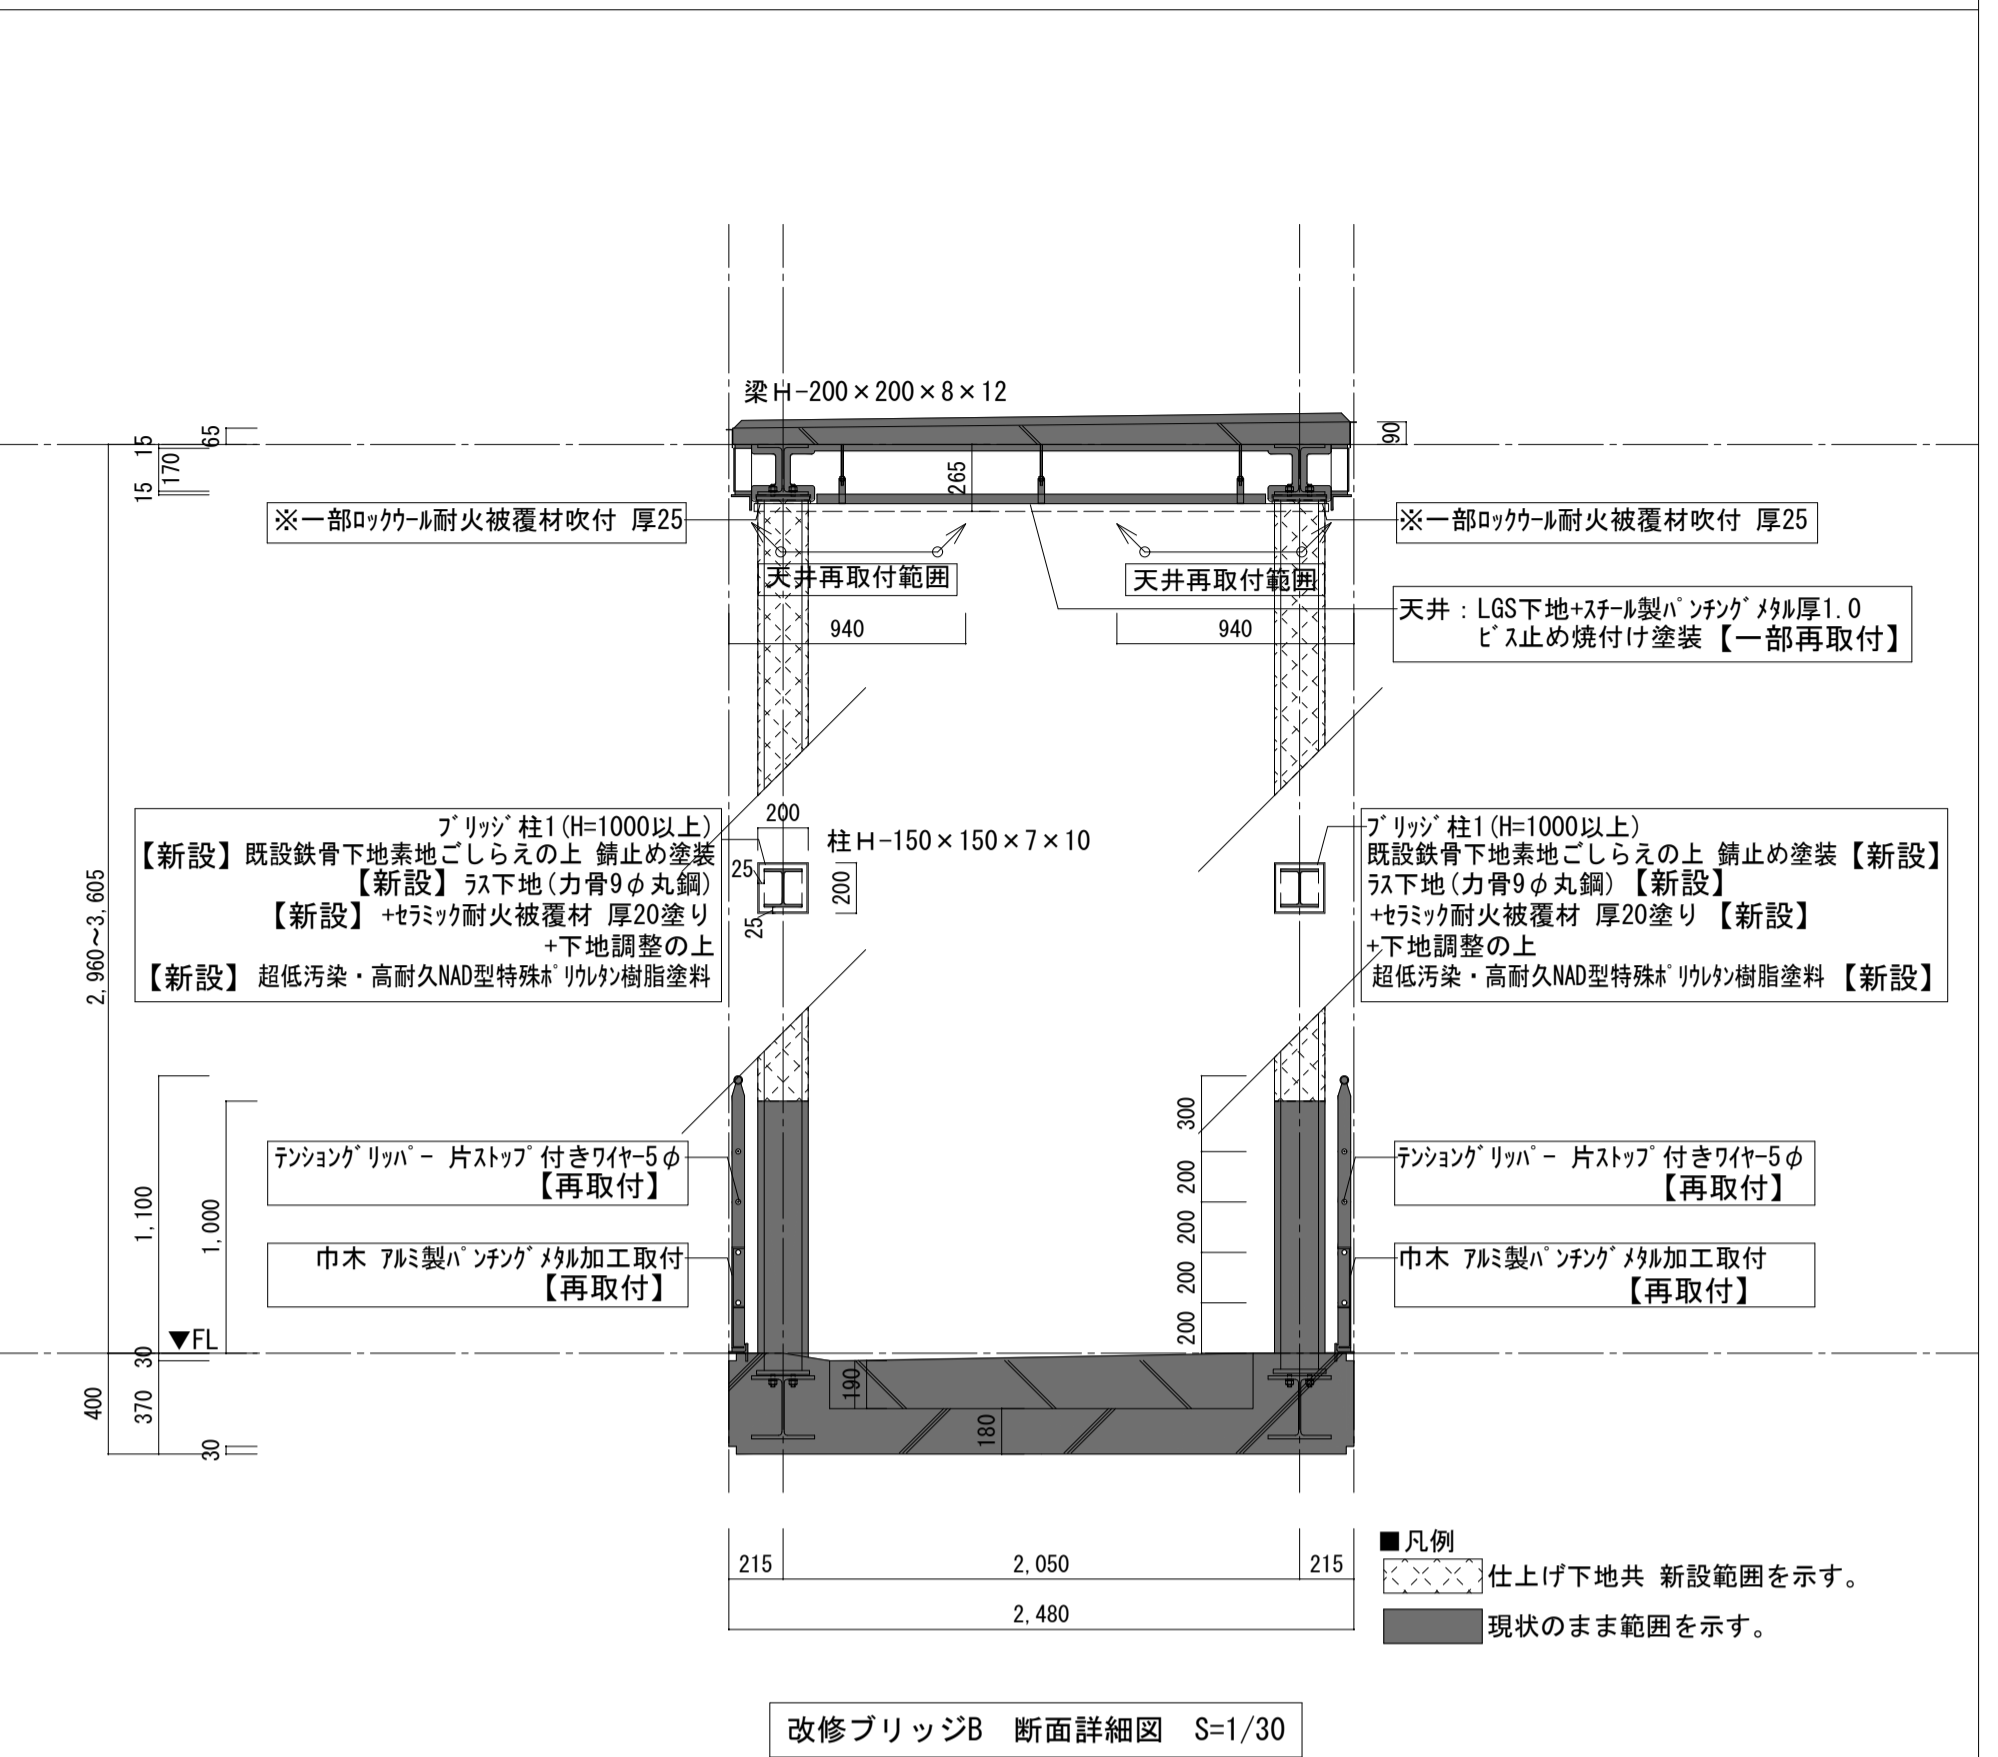 梁H-200×200×8×12
65
15
170
15
90
265
※一部ロックウール耐火被覆材吹付 厚25
※一部ロックウール耐火被覆材吹付 厚25
天井再取付範囲
天井再取付範囲
天井：LGS下地+スチール製パンチングメタル厚1.0
ビス止め焼付け塗装【一部再取付】
940
940
200
柱H-150×150×7×10
25
200
25
ブリッジ柱1(H=1000以上)
【新設】既設鉄骨下地素地ごしらえの上 錆止め塗装
【新設】ラス下地(力骨9φ丸鋼)
【新設】+セラミック耐火被覆材 厚20塗り
+下地調整の上
【新設】超低汚染・高耐久NAD型特殊ポリウレタン樹脂塗料
ブリッジ柱1(H=1000以上)
既設鉄骨下地素地ごしらえの上 錆止め塗装【新設】
ラス下地(力骨9φ丸鋼)【新設】
+セラミック耐火被覆材 厚20塗り【新設】
+下地調整の上
超低汚染・高耐久NAD型特殊ポリウレタン樹脂塗料【新設】
2,960~3,605
1,100
1,000
300
200
200
200
200
テンショングリッパー 片ストップ付きワイヤー5φ
【再取付】
テンショングリッパー 片ストップ付きワイヤー5φ
【再取付】
巾木 アルミ製パンチングメタル加工取付
【再取付】
巾木 アルミ製パンチングメタル加工取付
【再取付】
▼FL
30
400
370
30
190
180
215
2,050
215
2,480
■凡例
仕上げ下地共 新設範囲を示す。
現状のまま範囲を示す。
改修ブリッジB 断面詳細図 S=1/30